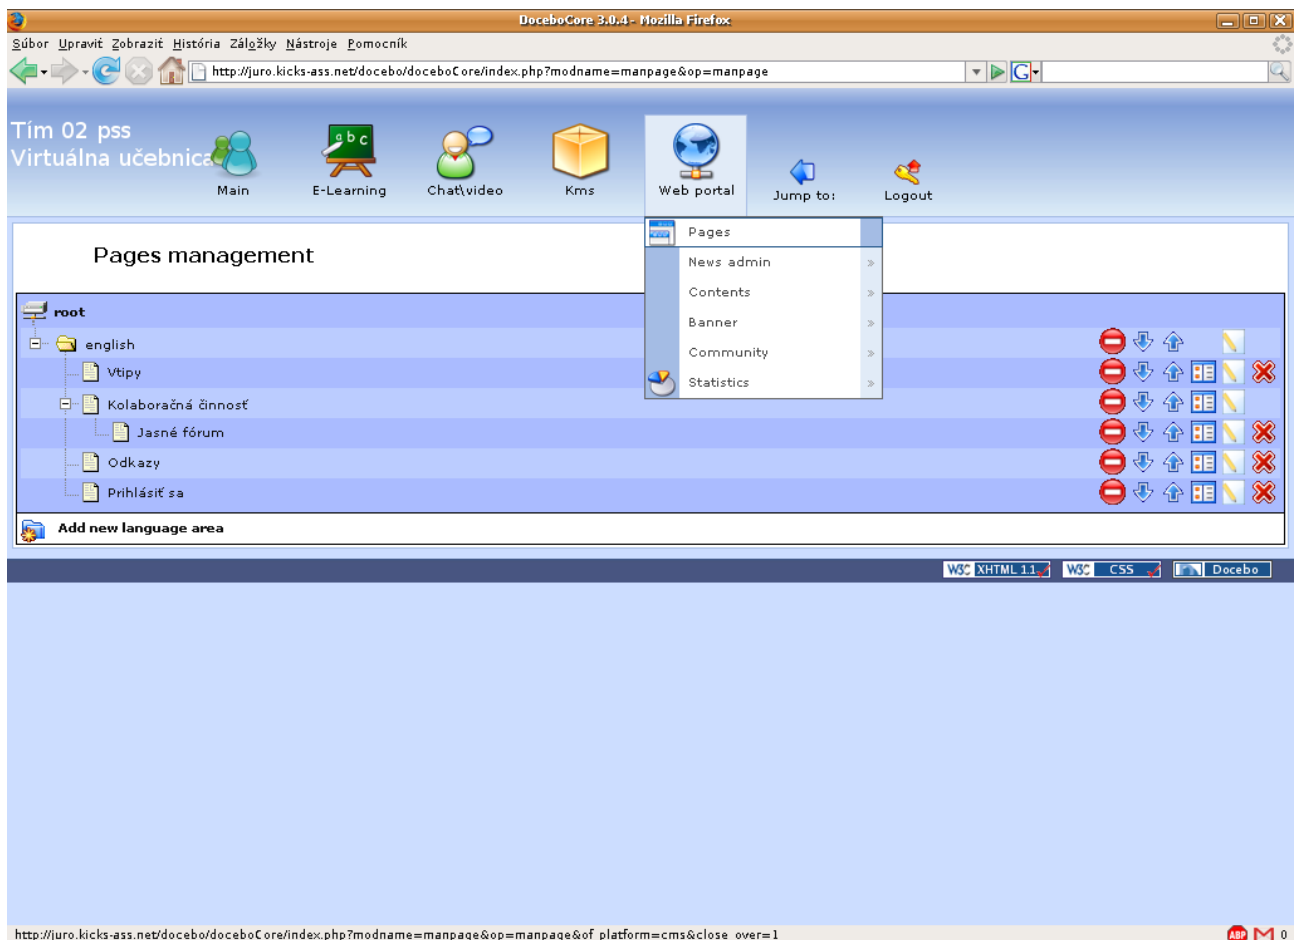 DoceboCore 3.0.4 - Mozilla Firefox
Súbor Upraviť Zobraziť História Záložky Nástroje Pomocník
http://juro.kicks-ass.net/docebo/doceboCore/index.php?modname=manpage&op=manpage
G
Tím 02 pss
Virtuálna učebnica
a b c
Main E-Learning Chat\video Kms Web portal Jump to: Logout
Pages management
Pages
News admin »
Contents »
Banner »
Community »
Statistics »
root
english
Vtipy
Kolaboračná činnosť
Jasné fórum
Odkazy
Prihlásiť sa
Add new language area
W3C XHTML 1.1 W3C CSS Docebo
http://juro.kicks-ass.net/docebo/doceboCore/index.php?modname=manpage&op=manpage&of_platform=cms&close_over=1 ABP 0